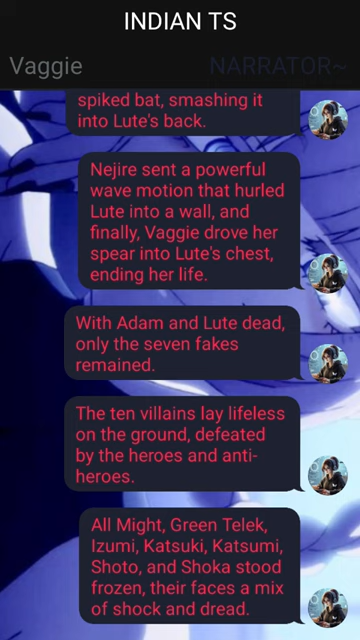 INDIAN TS
Vaggie
NARRATOR~
spiked bat, smashing it
into Lute's back.
Nejire sent a powerful
wave motion that hurled
Lute into a wall, and
finally, Vaggie drove her
spear into Lute's chest,
ending her life.
With Adam and Lute dead,
only the seven fakes
remained.
The ten villains lay lifeless
on the ground, defeated
by the heroes and anti-
heroes.
All Might, Green Telek,
Izumi, Katsuki, Katsumi,
Shoto, and Shoka stood
frozen, their faces a mix
of shock and dread.